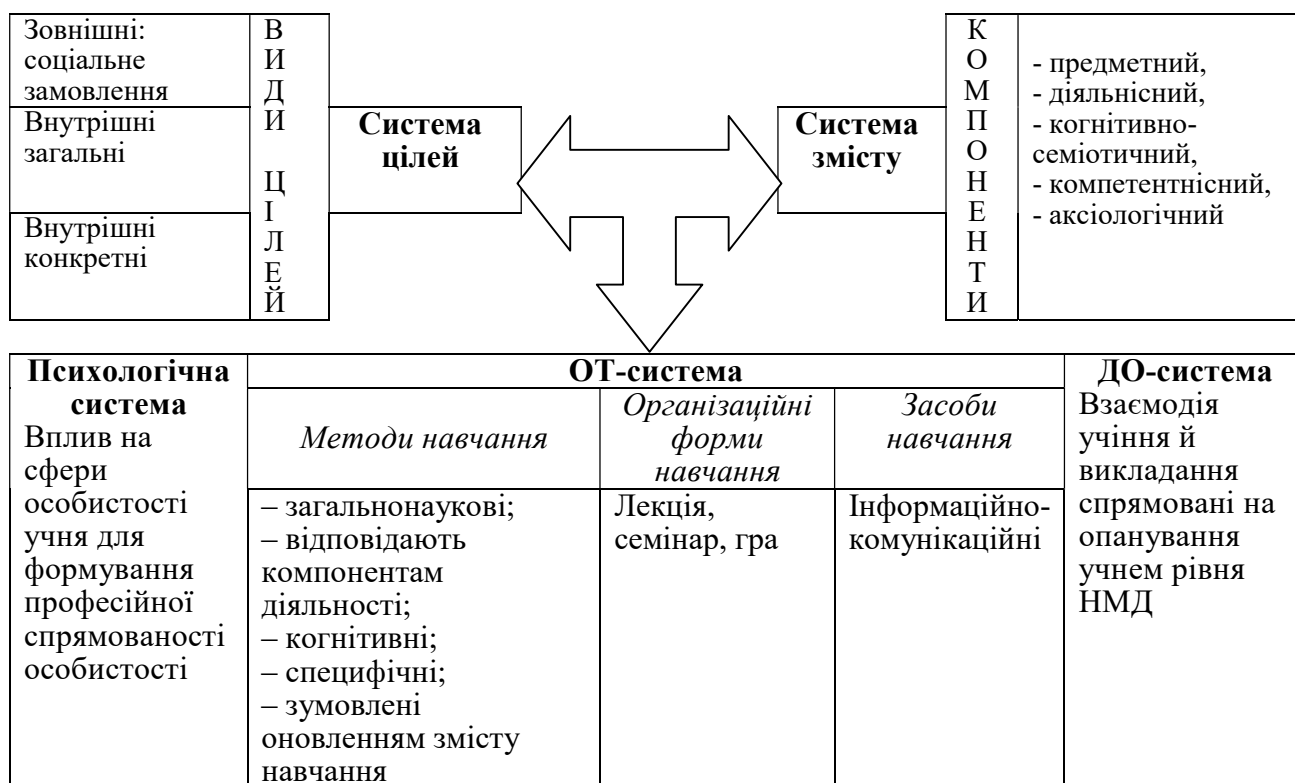 Зовнішні:
соціальне
замовлення
Внутрішні
загальні
Внутрішні
конкретні
В
И
Д
И
Ц
І
Л
Е
Й
Система
цілей
Система
змісту
К
О
М
П
О
Н
Е
Н
Т
И
- предметний,
- діяльнісний,
- когнітивно-
семіотичний,
- компетентнісний,
- аксіологічний
Психологічна
система
Вплив на
сфери
особистості
учня для
формування
професійної
спрямованості
особистості
ОТ-система
Методи навчання
– загальнонаукові;
– відповідають
компонентам
діяльності;
– когнітивні;
– специфічні;
– зумовлені
оновленням змісту
навчання
Організаційні
форми
навчання
Лекція,
семінар, гра
Засоби
навчання
Інформаційно-
комунікаційні
ДО-система
Взаємодія
учіння й
викладання
спрямовані на
опанування
учнем рівня
НМД